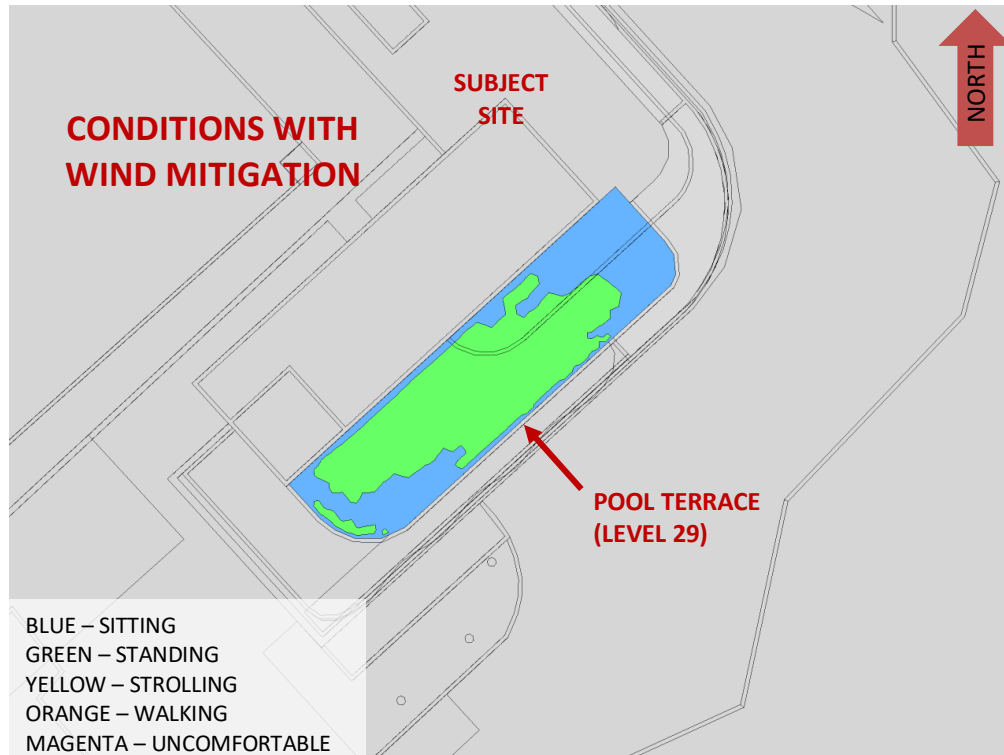 CONDITIONS WITH
WIND MITIGATION
SUBJECT
SITE
NORTH
POOL TERRACE
(LEVEL 29)
BLUE – SITTING
GREEN – STANDING
YELLOW – STROLLING
ORANGE – WALKING
MAGENTA – UNCOMFORTABLE